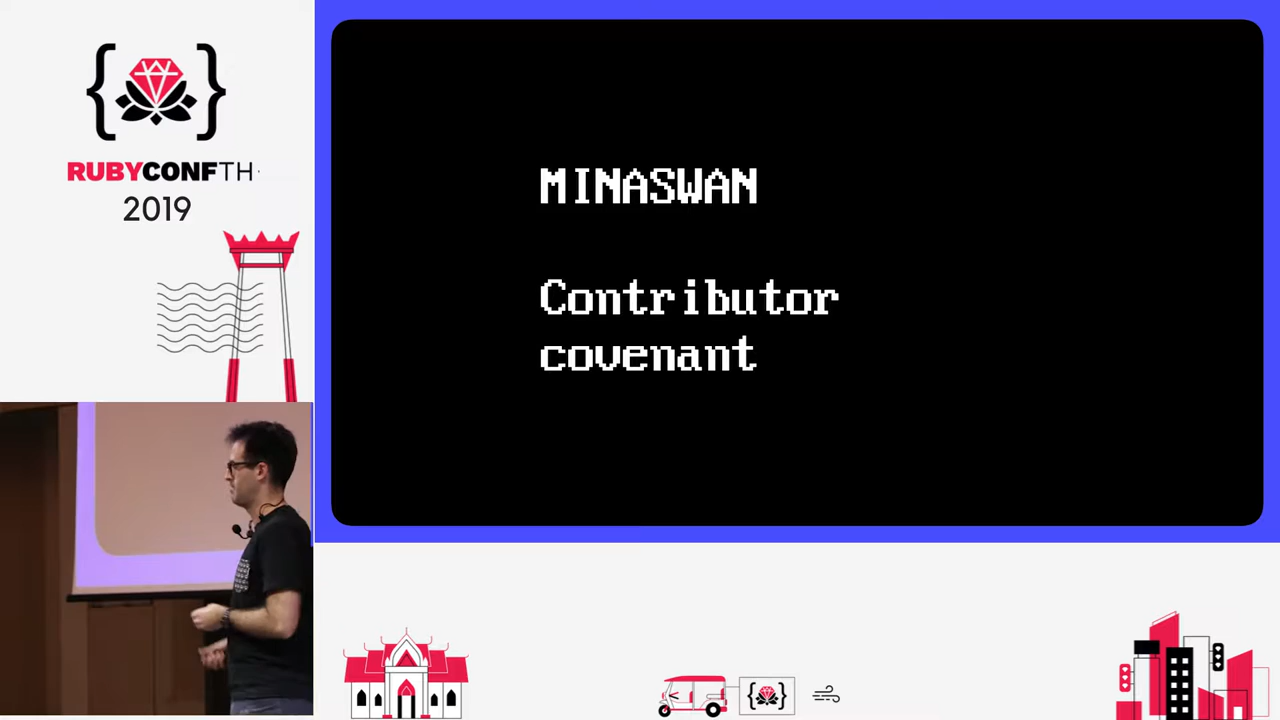 RUBYCONFTH
2019
MINASWAN
Contributor
covenant